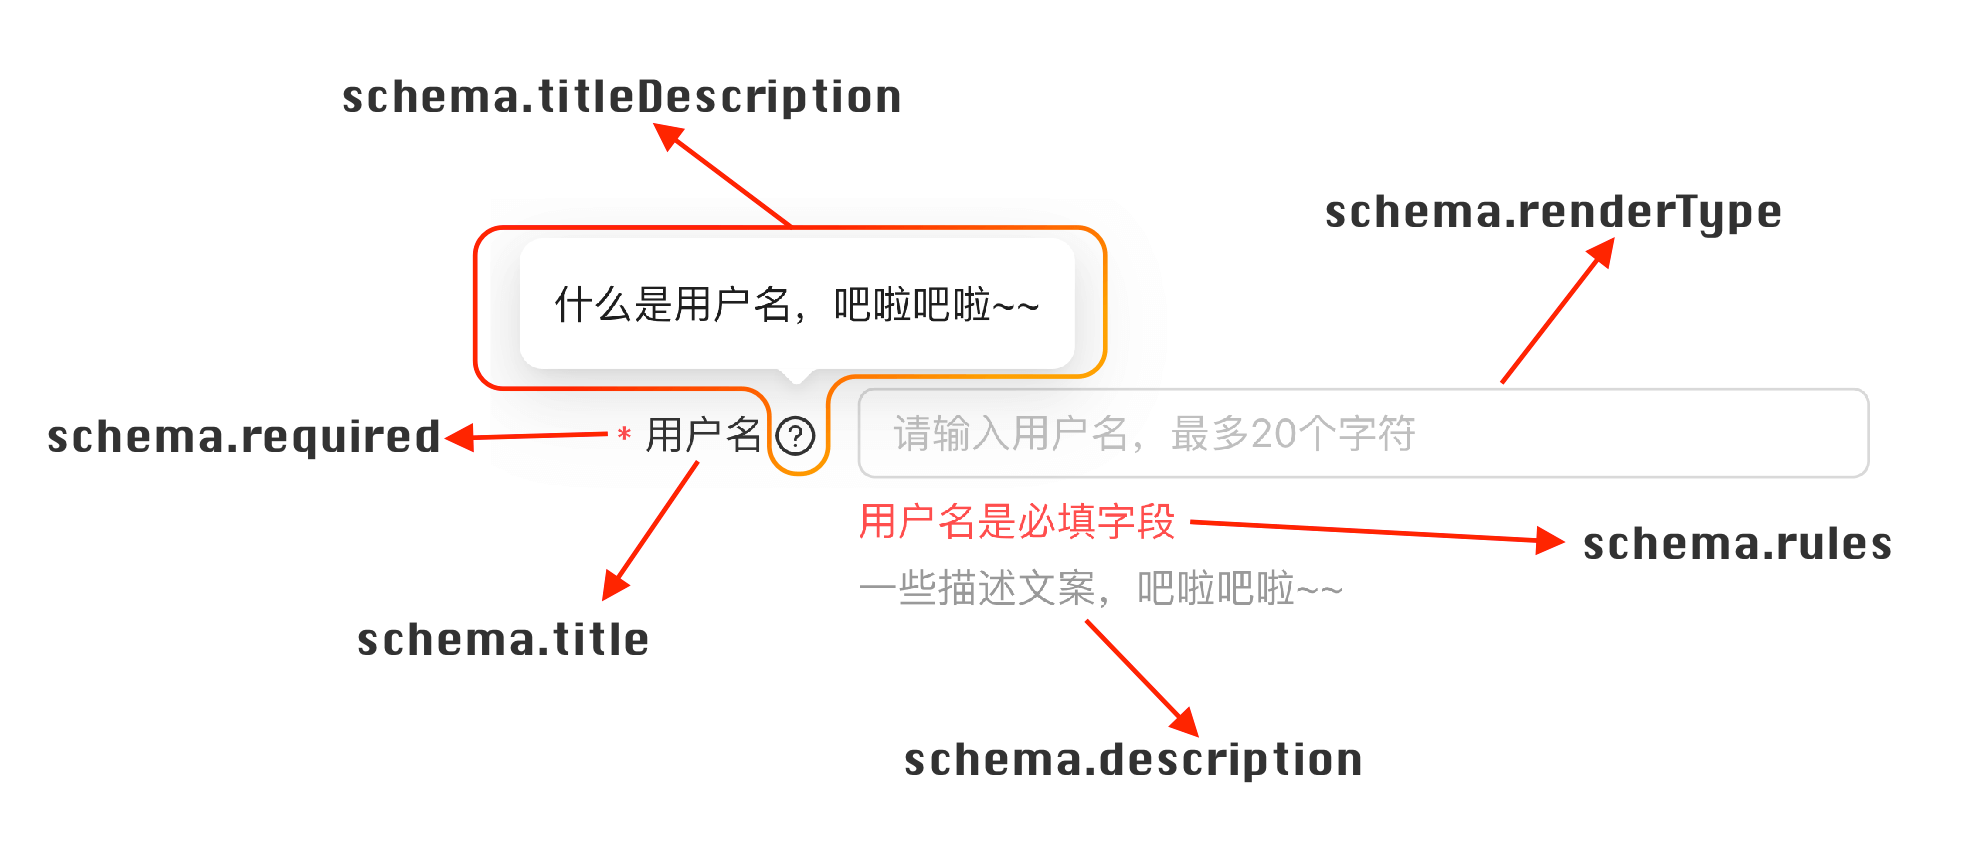 schema.titleDescription
schema.renderType
什么是用户名，吧啦吧啦~~
schema.required
* 用户名 ?
请输入用户名，最多20个字符
用户名是必填字段
schema.rules
一些描述文案，吧啦吧啦~~
schema.title
schema.description